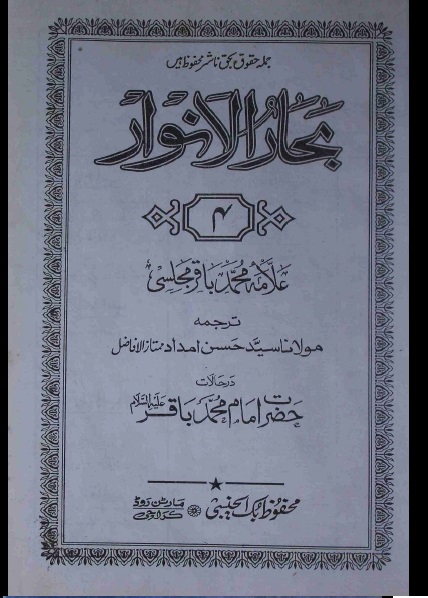 جملہ حقوق بحق ناشر محفوظ ہیں
بحار الانوار
۴
علامہ محمد باقر مجلسیؒ
ترجمہ
مولانا سید حسن امداد ممتاز الافاضل
در حالات
حضرت امام محمد باقر علیہ السلام
محفوظ بک ایجنسی
مارٹن روڈ
کراچی